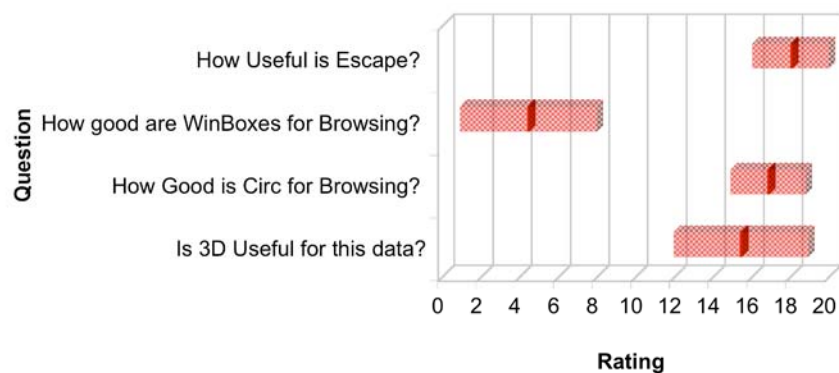 How Useful is Escape?
How good are WinBoxes for Browsing?
How Good is Circ for Browsing?
Is 3D Useful for this data?
Question
0 2 4 6 8 10 12 14 16 18 20
Rating